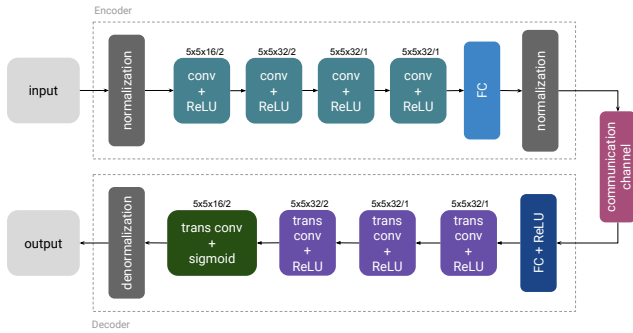 Encoder
input
normalization
5x5x16/2
conv
+
ReLU
5x5x32/2
conv
+
ReLU
5x5x32/1
conv
+
ReLU
5x5x32/1
conv
+
ReLU
FC
normalization
communication
channel
output
denormalization
5x5x16/2
trans conv
+
sigmoid
5x5x32/2
trans
conv +
ReLU
5x5x32/1
trans
conv +
ReLU
5x5x32/1
trans
conv +
ReLU
FC + ReLU
Decoder